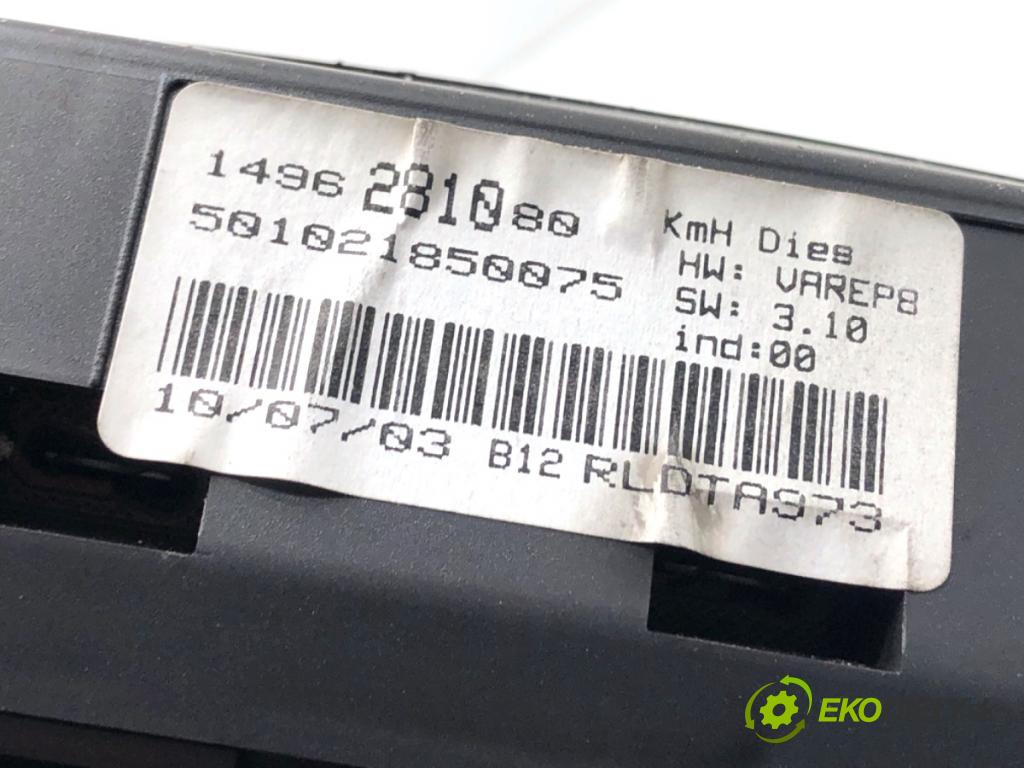 1496 281080
501021850075
KmH Dies
HW: VAREP8
SW: 3.10
ind:00
10/07/03 B12 RLDTA973
EKO